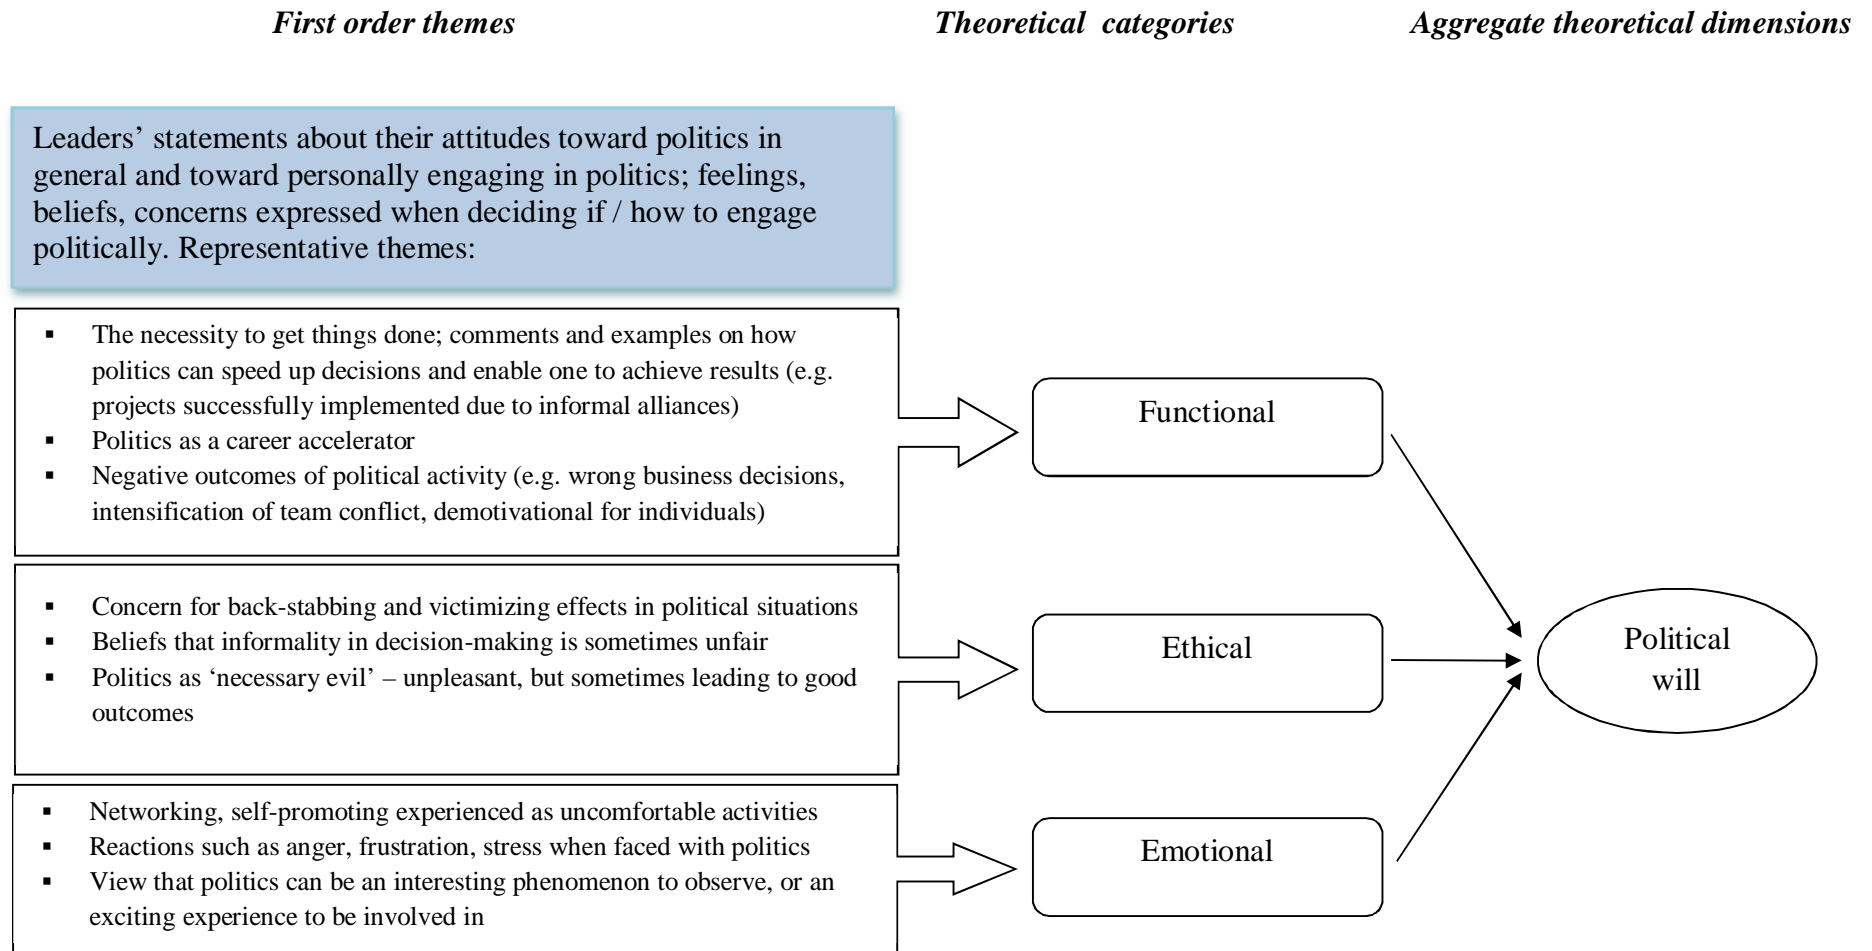 First order themes
Theoretical categories
Aggregate theoretical dimensions
Leaders’ statements about their attitudes toward politics in
general and toward personally engaging in politics; feelings,
beliefs, concerns expressed when deciding if / how to engage
politically. Representative themes:
▪ The necessity to get things done; comments and examples on how
politics can speed up decisions and enable one to achieve results (e.g.
projects successfully implemented due to informal alliances)
▪ Politics as a career accelerator
▪ Negative outcomes of political activity (e.g. wrong business decisions,
intensification of team conflict, demotivational for individuals)
Functional
▪ Concern for back-stabbing and victimizing effects in political situations
▪ Beliefs that informality in decision-making is sometimes unfair
▪ Politics as ‘necessary evil’ – unpleasant, but sometimes leading to good
outcomes
Ethical
Political
will
▪ Networking, self-promoting experienced as uncomfortable activities
▪ Reactions such as anger, frustration, stress when faced with politics
▪ View that politics can be an interesting phenomenon to observe, or an
exciting experience to be involved in
Emotional